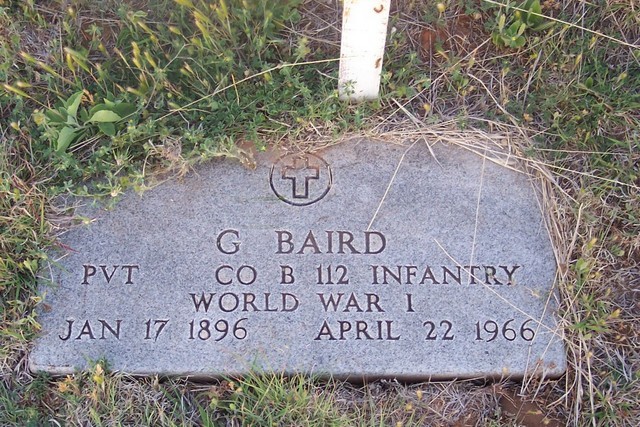 G BAIRD
PVT CO B 112 INFANTRY
WORLD WAR I
JAN 17 1896 APRIL 22 1966